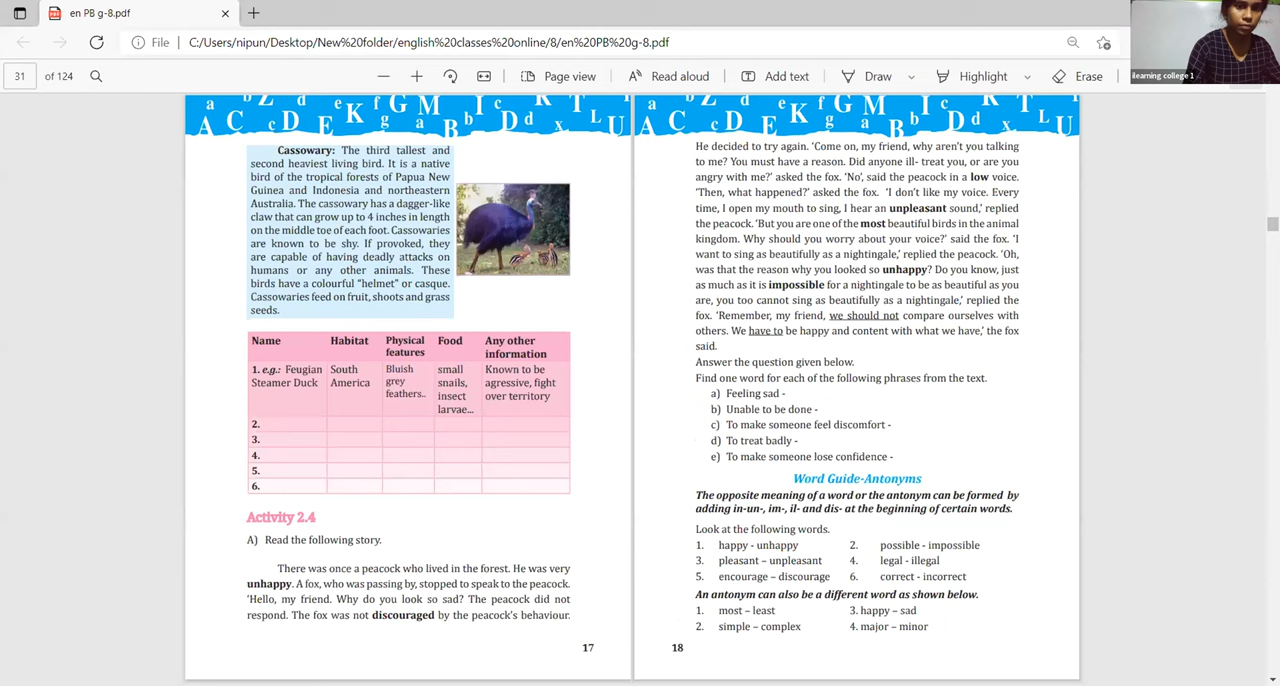 en PB g-8.pdf
File C:/Users/nipun/Desktop/New%20folder/english%20classes%20online/8/en%20PB%20g-8.pdf
31 of 124 Page view Read aloud Add text Draw Highlight Erase
ilearning college 1
Cassowary: The third tallest and
second heaviest living bird. It is a native
bird of the tropical forests of Papua New
Guinea and Indonesia and northeastern
Australia. The cassowary has a dagger-like
claw that can grow up to 4 inches in length
on the middle toe of each foot. Cassowaries
are known to be shy. If provoked, they
are capable of having deadly attacks on
humans or any other animals. These
birds have a colourful “helmet” or casque.
Cassowaries feed on fruit, shoots and grass
seeds.
Name Habitat Physical features Food Any other information
1. e.g.: Feugian Steamer Duck South America Bluish grey feathers.. small snails, insect larvae... Known to be agressive, fight over territory
2.
3.
4.
5.
6.
Activity 2.4
A) Read the following story.
There was once a peacock who lived in the forest. He was very
unhappy. A fox, who was passing by, stopped to speak to the peacock.
‘Hello, my friend. Why do you look so sad? The peacock did not
respond. The fox was not discouraged by the peacock’s behaviour.
17
He decided to try again. ‘Come on, my friend, why aren’t you talking
to me? You must have a reason. Did anyone ill- treat you, or are you
angry with me?’ asked the fox. ‘No’, said the peacock in a low voice.
‘Then, what happened?’ asked the fox. ‘I don’t like my voice. Every
time, I open my mouth to sing, I hear an unpleasant sound,’ replied
the peacock. ‘But you are one of the most beautiful birds in the animal
kingdom. Why should you worry about your voice?’ said the fox. ‘I
want to sing as beautifully as a nightingale,’ replied the peacock. ‘Oh,
was that the reason why you looked so unhappy? Do you know, just
as much as it is impossible for a nightingale to be as beautiful as you
are, you too cannot sing as beautifully as a nightingale,’ replied the
fox. ‘Remember, my friend, we should not compare ourselves with
others. We have to be happy and content with what we have,’ the fox
said.
Answer the question given below.
Find one word for each of the following phrases from the text.
a) Feeling sad -
b) Unable to be done -
c) To make someone feel discomfort -
d) To treat badly -
e) To make someone lose confidence -
Word Guide-Antonyms
The opposite meaning of a word or the antonym can be formed by
adding in-un-, im-, il- and dis- at the beginning of certain words.
Look at the following words.
1. happy - unhappy 2. possible - impossible
3. pleasant – unpleasant 4. legal - illegal
5. encourage – discourage 6. correct - incorrect
An antonym can also be a different word as shown below.
1. most – least 3. happy – sad
2. simple – complex 4. major – minor
18